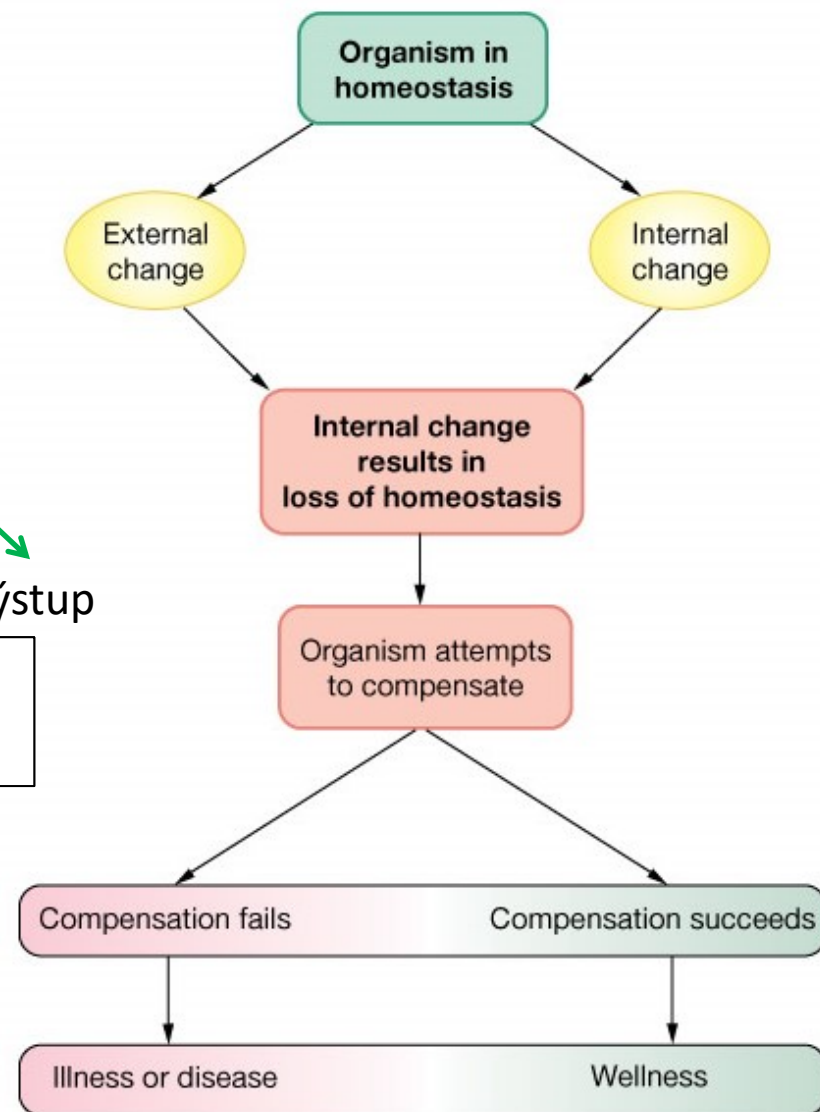 Organism in
homeostasis
External
change
Internal
change
Internal change
results in
loss of homeostasis
ýstup
Organism attempts
to compensate
Compensation fails
Compensation succeeds
Illness or disease
Wellness